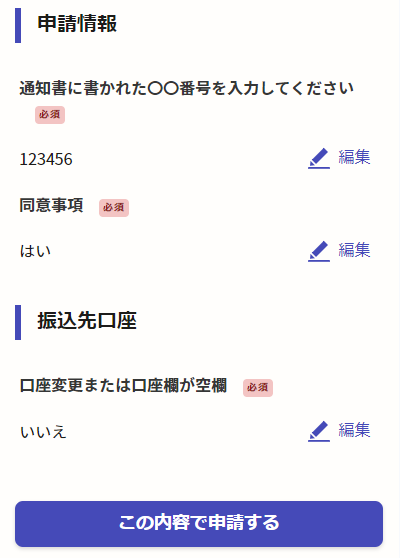 申請情報
通知書に書かれた〇〇番号を入力してください
必須
123456 編集
同意事項 必須
はい 編集
振込先口座
口座変更または口座欄が空欄 必須
いいえ 編集
この内容で申請する